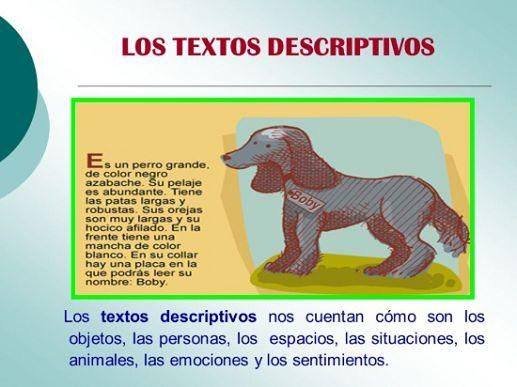 LOS TEXTOS DESCRIPTIVOS
Es un perro grande,
de color negro
azabache. Su pelaje
es abundante. Tiene
las patas largas y
robustas. Sus orejas
son muy largas y su
hocico afilado. En la
frente tiene una
mancha de color
blanco. En su collar
hay una placa en la
que podrás leer su
nombre: Boby.
Boby
Los textos descriptivos nos cuentan cómo son los
objetos, las personas, los espacios, las situaciones, los
animales, las emociones y los sentimientos.